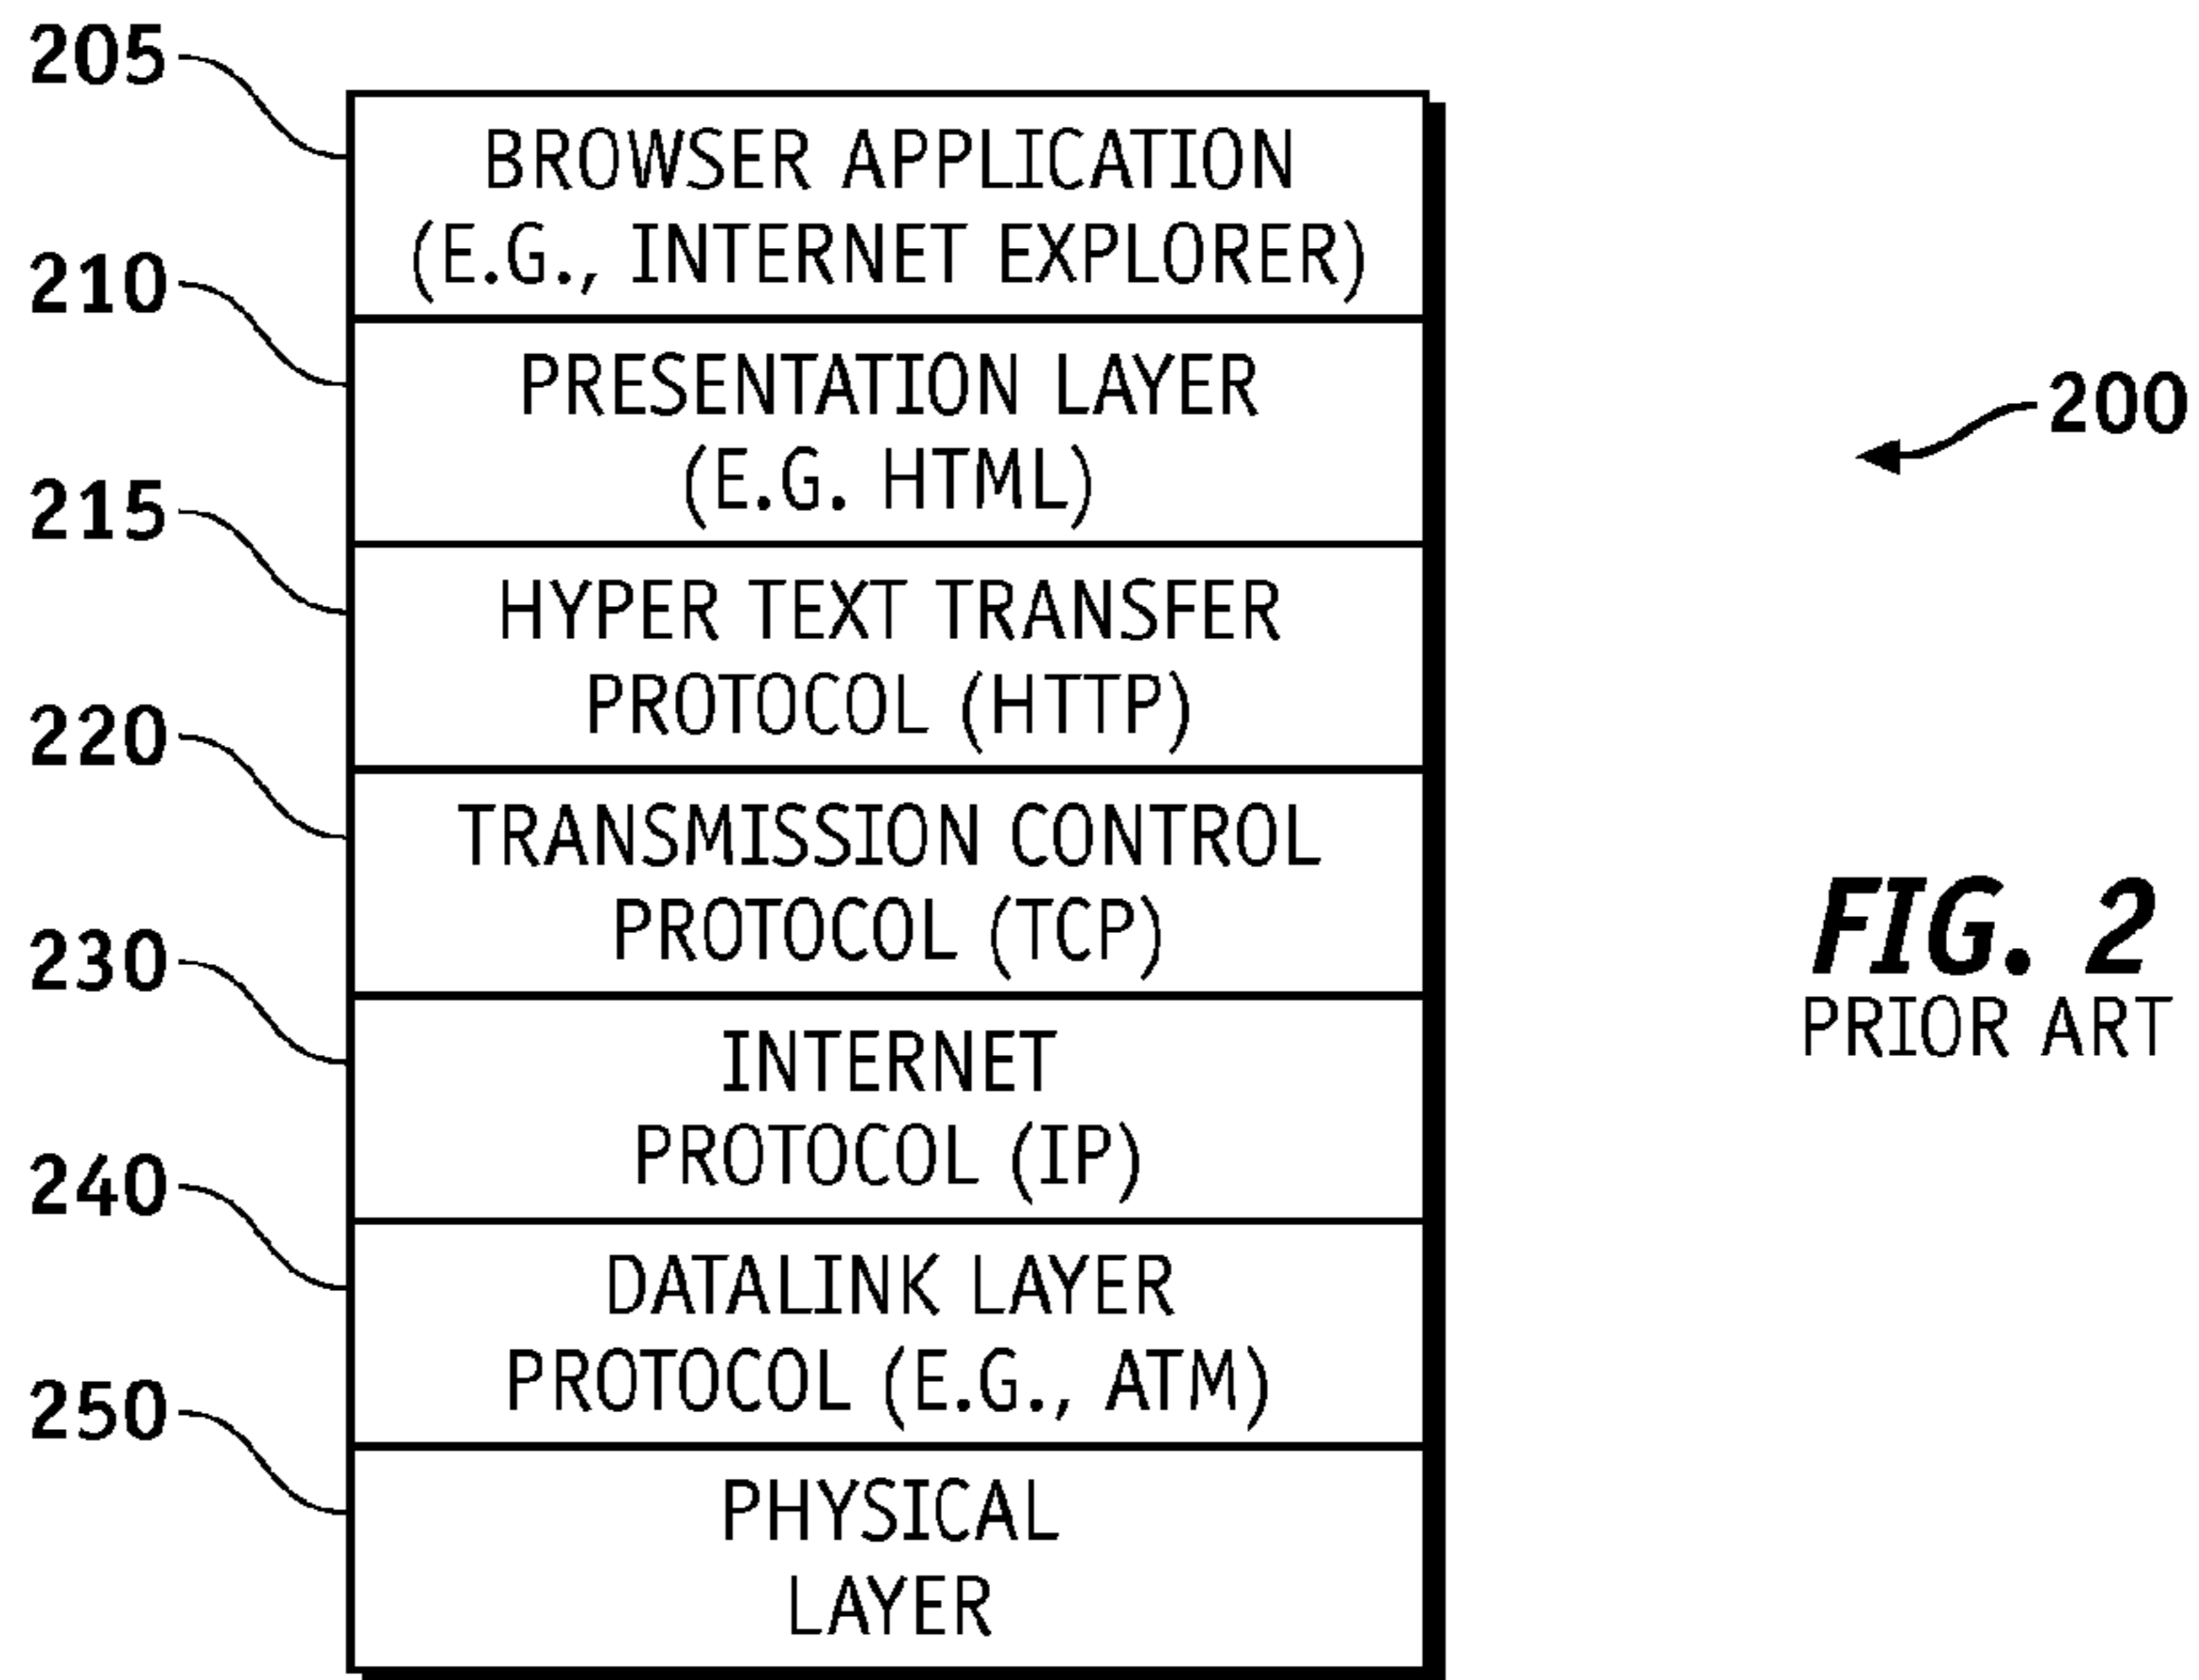 205
BROWSER APPLICATION
(E.G., INTERNET EXPLORER)
210
PRESENTATION LAYER
(E.G. HTML)
215
HYPER TEXT TRANSFER
PROTOCOL (HTTP)
220
TRANSMISSION CONTROL
PROTOCOL (TCP)
230
INTERNET
PROTOCOL (IP)
240
DATALINK LAYER
PROTOCOL (E.G., ATM)
250
PHYSICAL
LAYER
200
FIG. 2
PRIOR ART